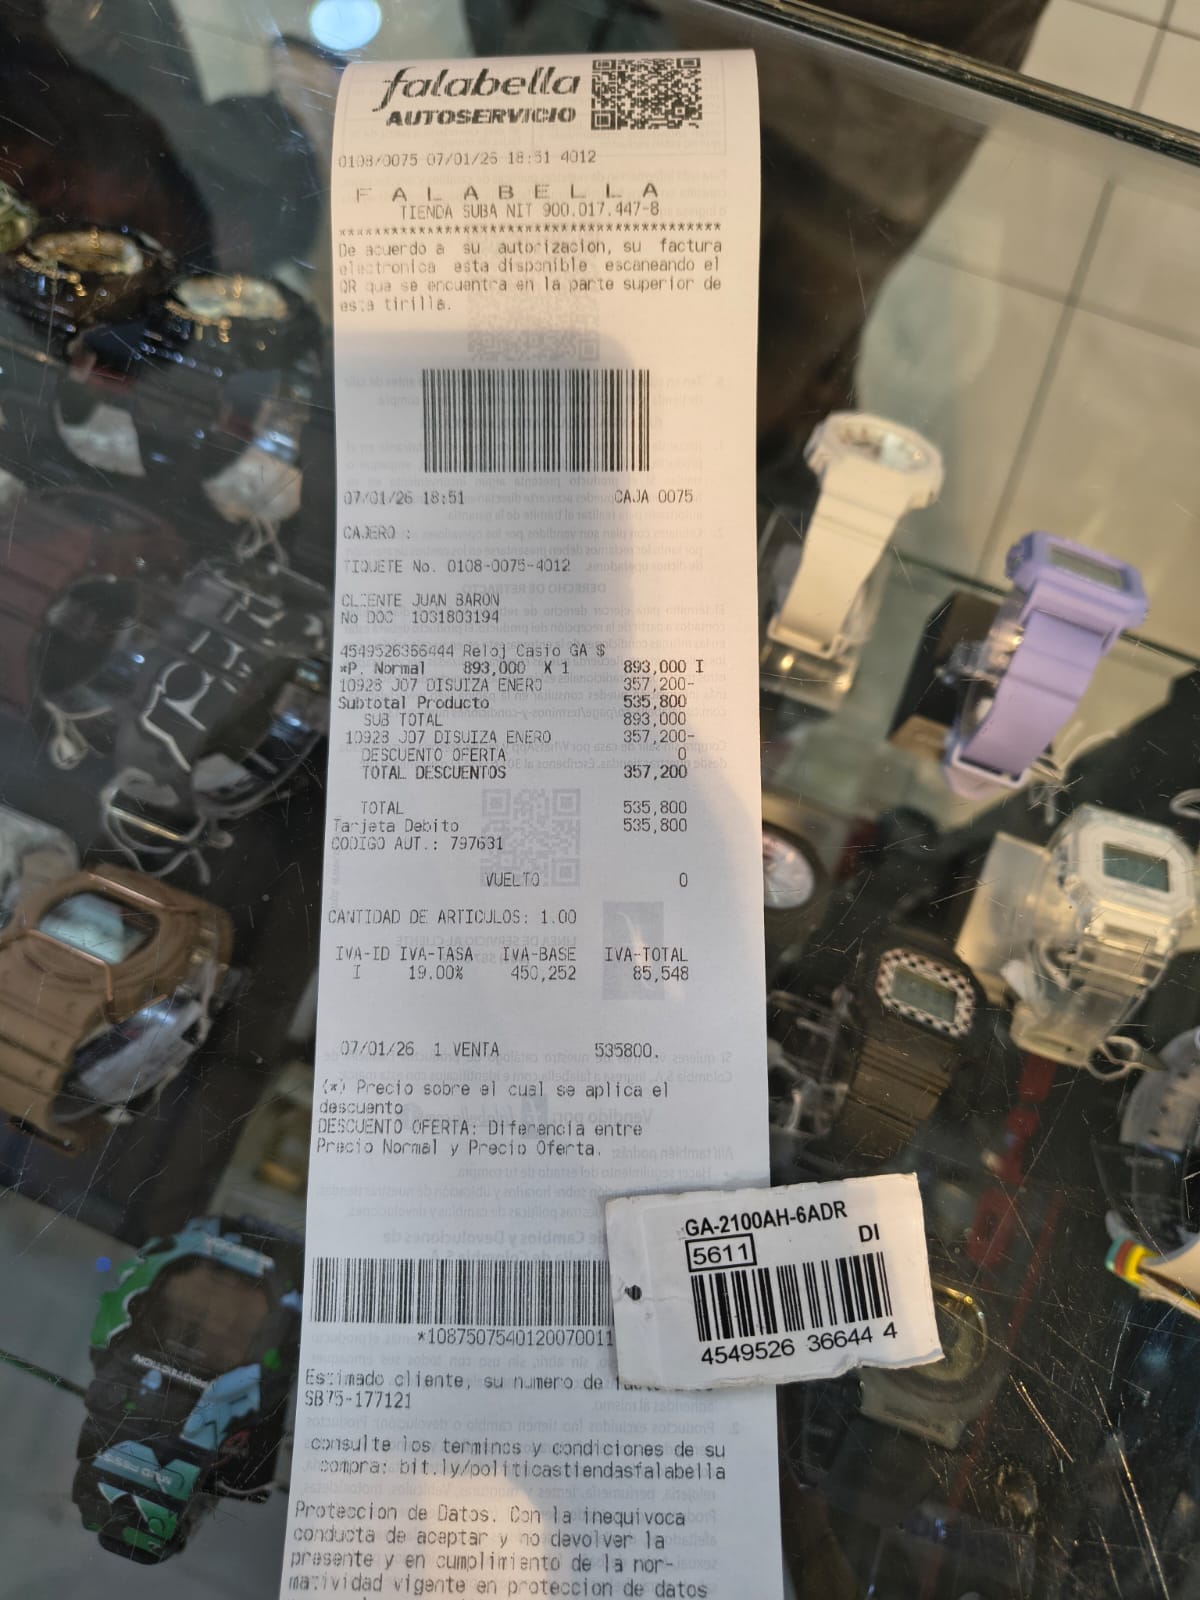 falabella
AUTOSERVICIO
0108/0075 07/01/26 18:51 4012
F A L A B E L L A
TIENDA SUBA NIT 900.017.447-8
****************************************
De acuerdo a su autorizacion, su factura
electronica esta disponible escaneando el
QR que se encuentra en la parte superior de
esta tirilla.
07/01/26 18:51 CAJA 0075
CAJERO :
TIQUETE No. 0108-0075-4012
CLIENTE JUAN BARON
No DOC 1031803194
4549526366444 Reloj Casio GA $
*P. Normal 893,000 X 1 893,000 I
10928 J07 DISUIZA ENERO 357,200-
Subtotal Producto 535,800
SUB TOTAL 893,000
10928 J07 DISUIZA ENERO 357,200-
DESCUENTO OFERTA 0
TOTAL DESCUENTOS 357,200
TOTAL 535,800
Tarjeta Debito 535,800
CODIGO AUT.: 797631
VUELTO 0
CANTIDAD DE ARTICULOS: 1.00
IVA-ID IVA-TASA IVA-BASE IVA-TOTAL
I 19.00% 450,252 85,548
07/01/26 1 VENTA 535800.
(*) Precio sobre el cual se aplica el
descuento
DESCUENTO OFERTA: Diferencia entre
Precio Normal y Precio Oferta.
GA-2100AH-6ADR
5611 DI
4549526 36644 4
*1087507540120070011
Estimado cliente, su numero de
SB75-177121
consulte los terminos y condiciones de su
compra: bit.ly/politicastiendasfalabella
Proteccion de Datos. Con la inequivoca
conducta de aceptar y no devolver la
presente y en cumplimiento de la nor-
matividad vigente en proteccion de datos